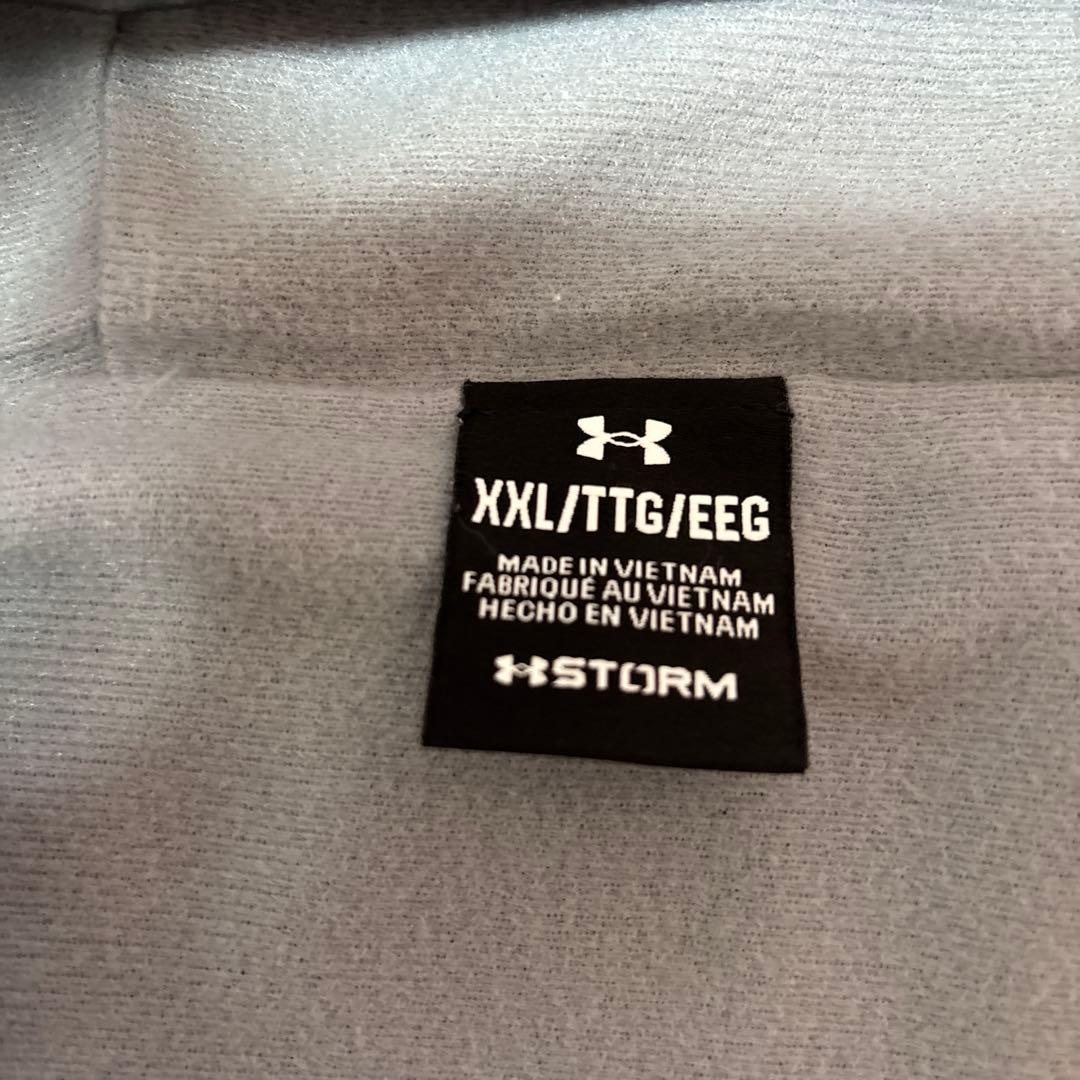 XXL/TTG/EEG
MADE IN VIETNAM
FABRIQUÉ AU VIETNAM
HECHO EN VIETNAM
STORM